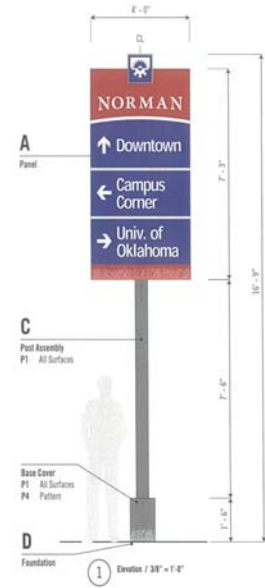 4' - 0"
CL
NORMAN
↑ Downtown
← Campus
Corner
→ Univ. of
Oklahoma
A
Panel
7' - 3"
16' - 9"
C
Post Assembly
P1 All Surfaces
7' - 6"
Base Cover
P1 All Surfaces
P4 Pattern
1' - 6"
D
Foundation
1 Elevation / 3/8" = 1'-0"